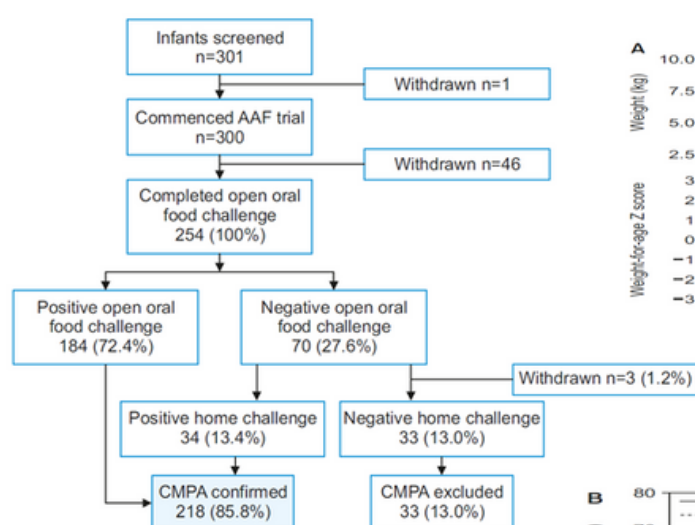 Infants screened
n=301
Withdrawn n=1
Commenced AAF trial
n=300
Withdrawn n=46
Completed open oral
food challenge
254 (100%)
Positive open oral
food challenge
184 (72.4%)
Negative open oral
food challenge
70 (27.6%)
Withdrawn n=3 (1.2%)
Positive home challenge
34 (13.4%)
Negative home challenge
33 (13.0%)
CMPA confirmed
218 (85.8%)
CMPA excluded
33 (13.0%)
A
Weight (kg)
10.0
7.5
5.0
2.5
Weight-for-age Z score
3
2
1
0
−1
−2
−3
B
80